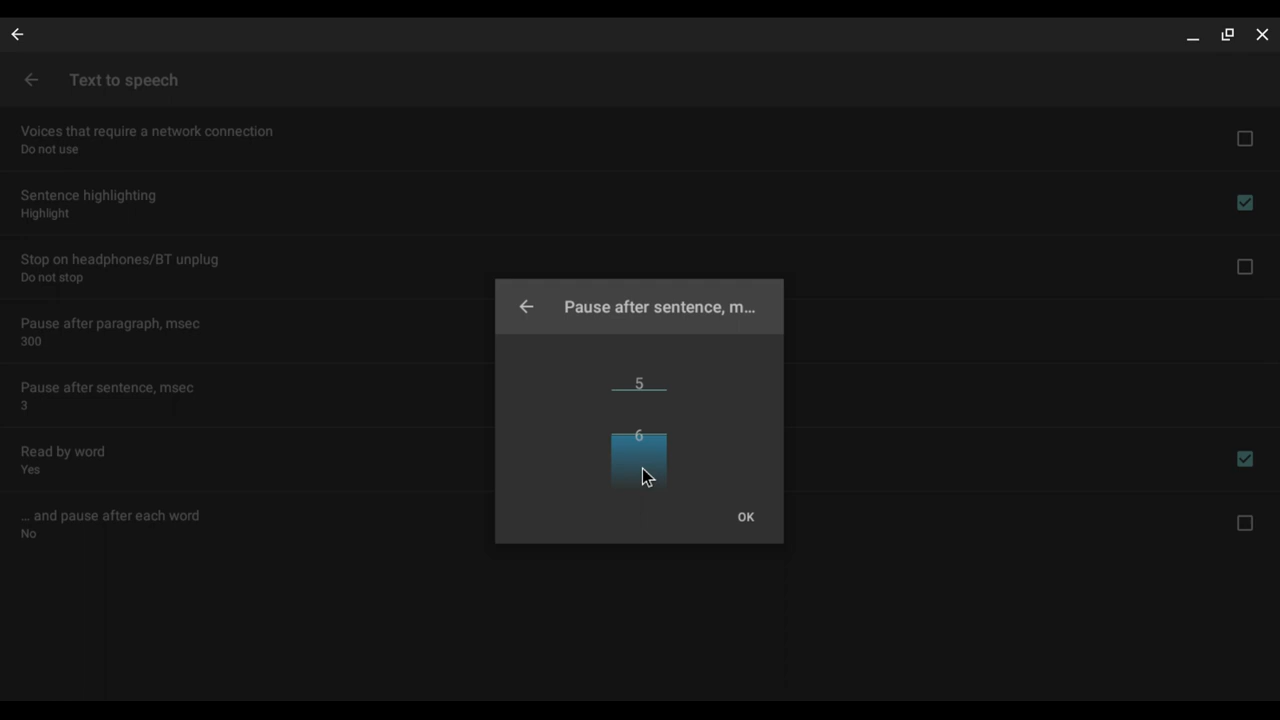 Text to speech
Voices that require a network connection
Do not use
Sentence highlighting
Highlight
Stop on headphones/BT unplug
Do not stop
Pause after paragraph, msec
300
Pause after sentence, msec
3
Read by word
Yes
... and pause after each word
No
Pause after sentence, m...
5
6
OK